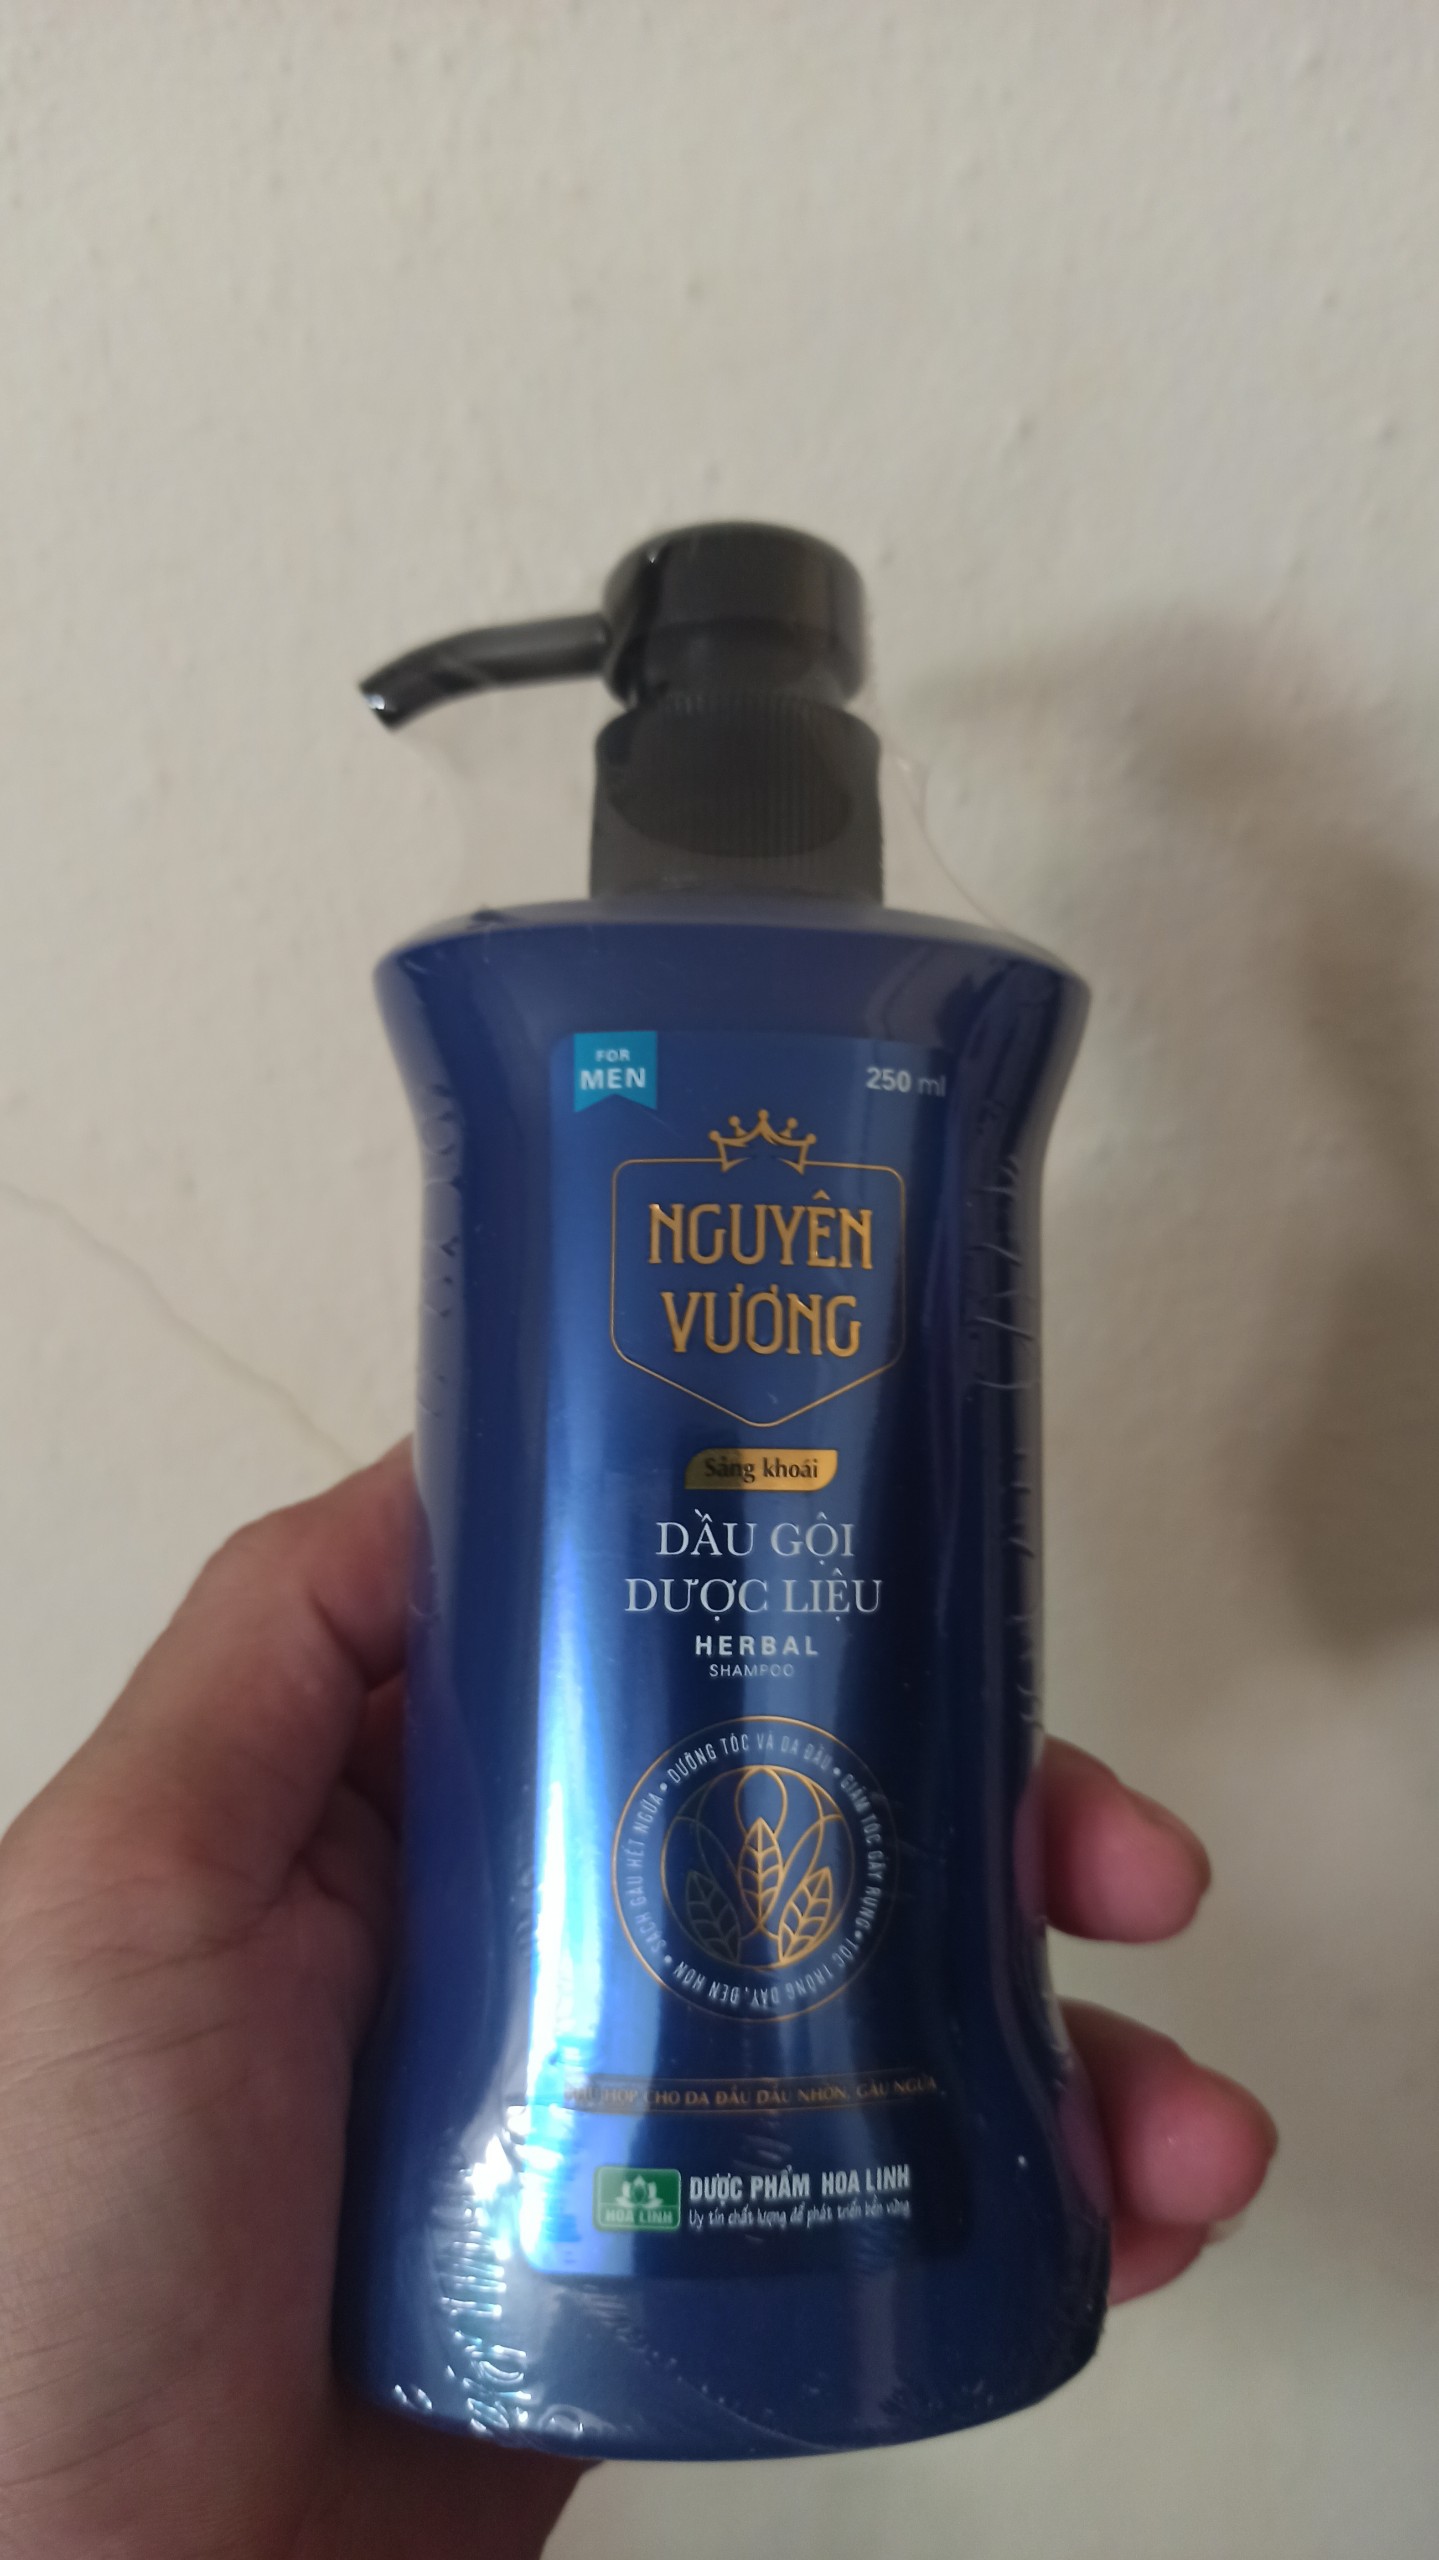 FOR
MEN
250 ml
NGUYÊN
VƯƠNG
Sảng khoái
DẦU GỘI
DƯỢC LIỆU
HERBAL
SHAMPOO
SẠCH GÀU HẾT NGỨA • DƯỠNG TÓC VÀ DA ĐẦU • GIẢM TÓC GÃY RỤNG • TÓC TRÔNG DÀY, ĐEN HƠN •
PHÙ HỢP CHO DA ĐẦU DẦU NHỜN, GÀU NGỨA
HOA LINH
DƯỢC PHẨM HOA LINH
Uy tín chất lượng để phát triển bền vững